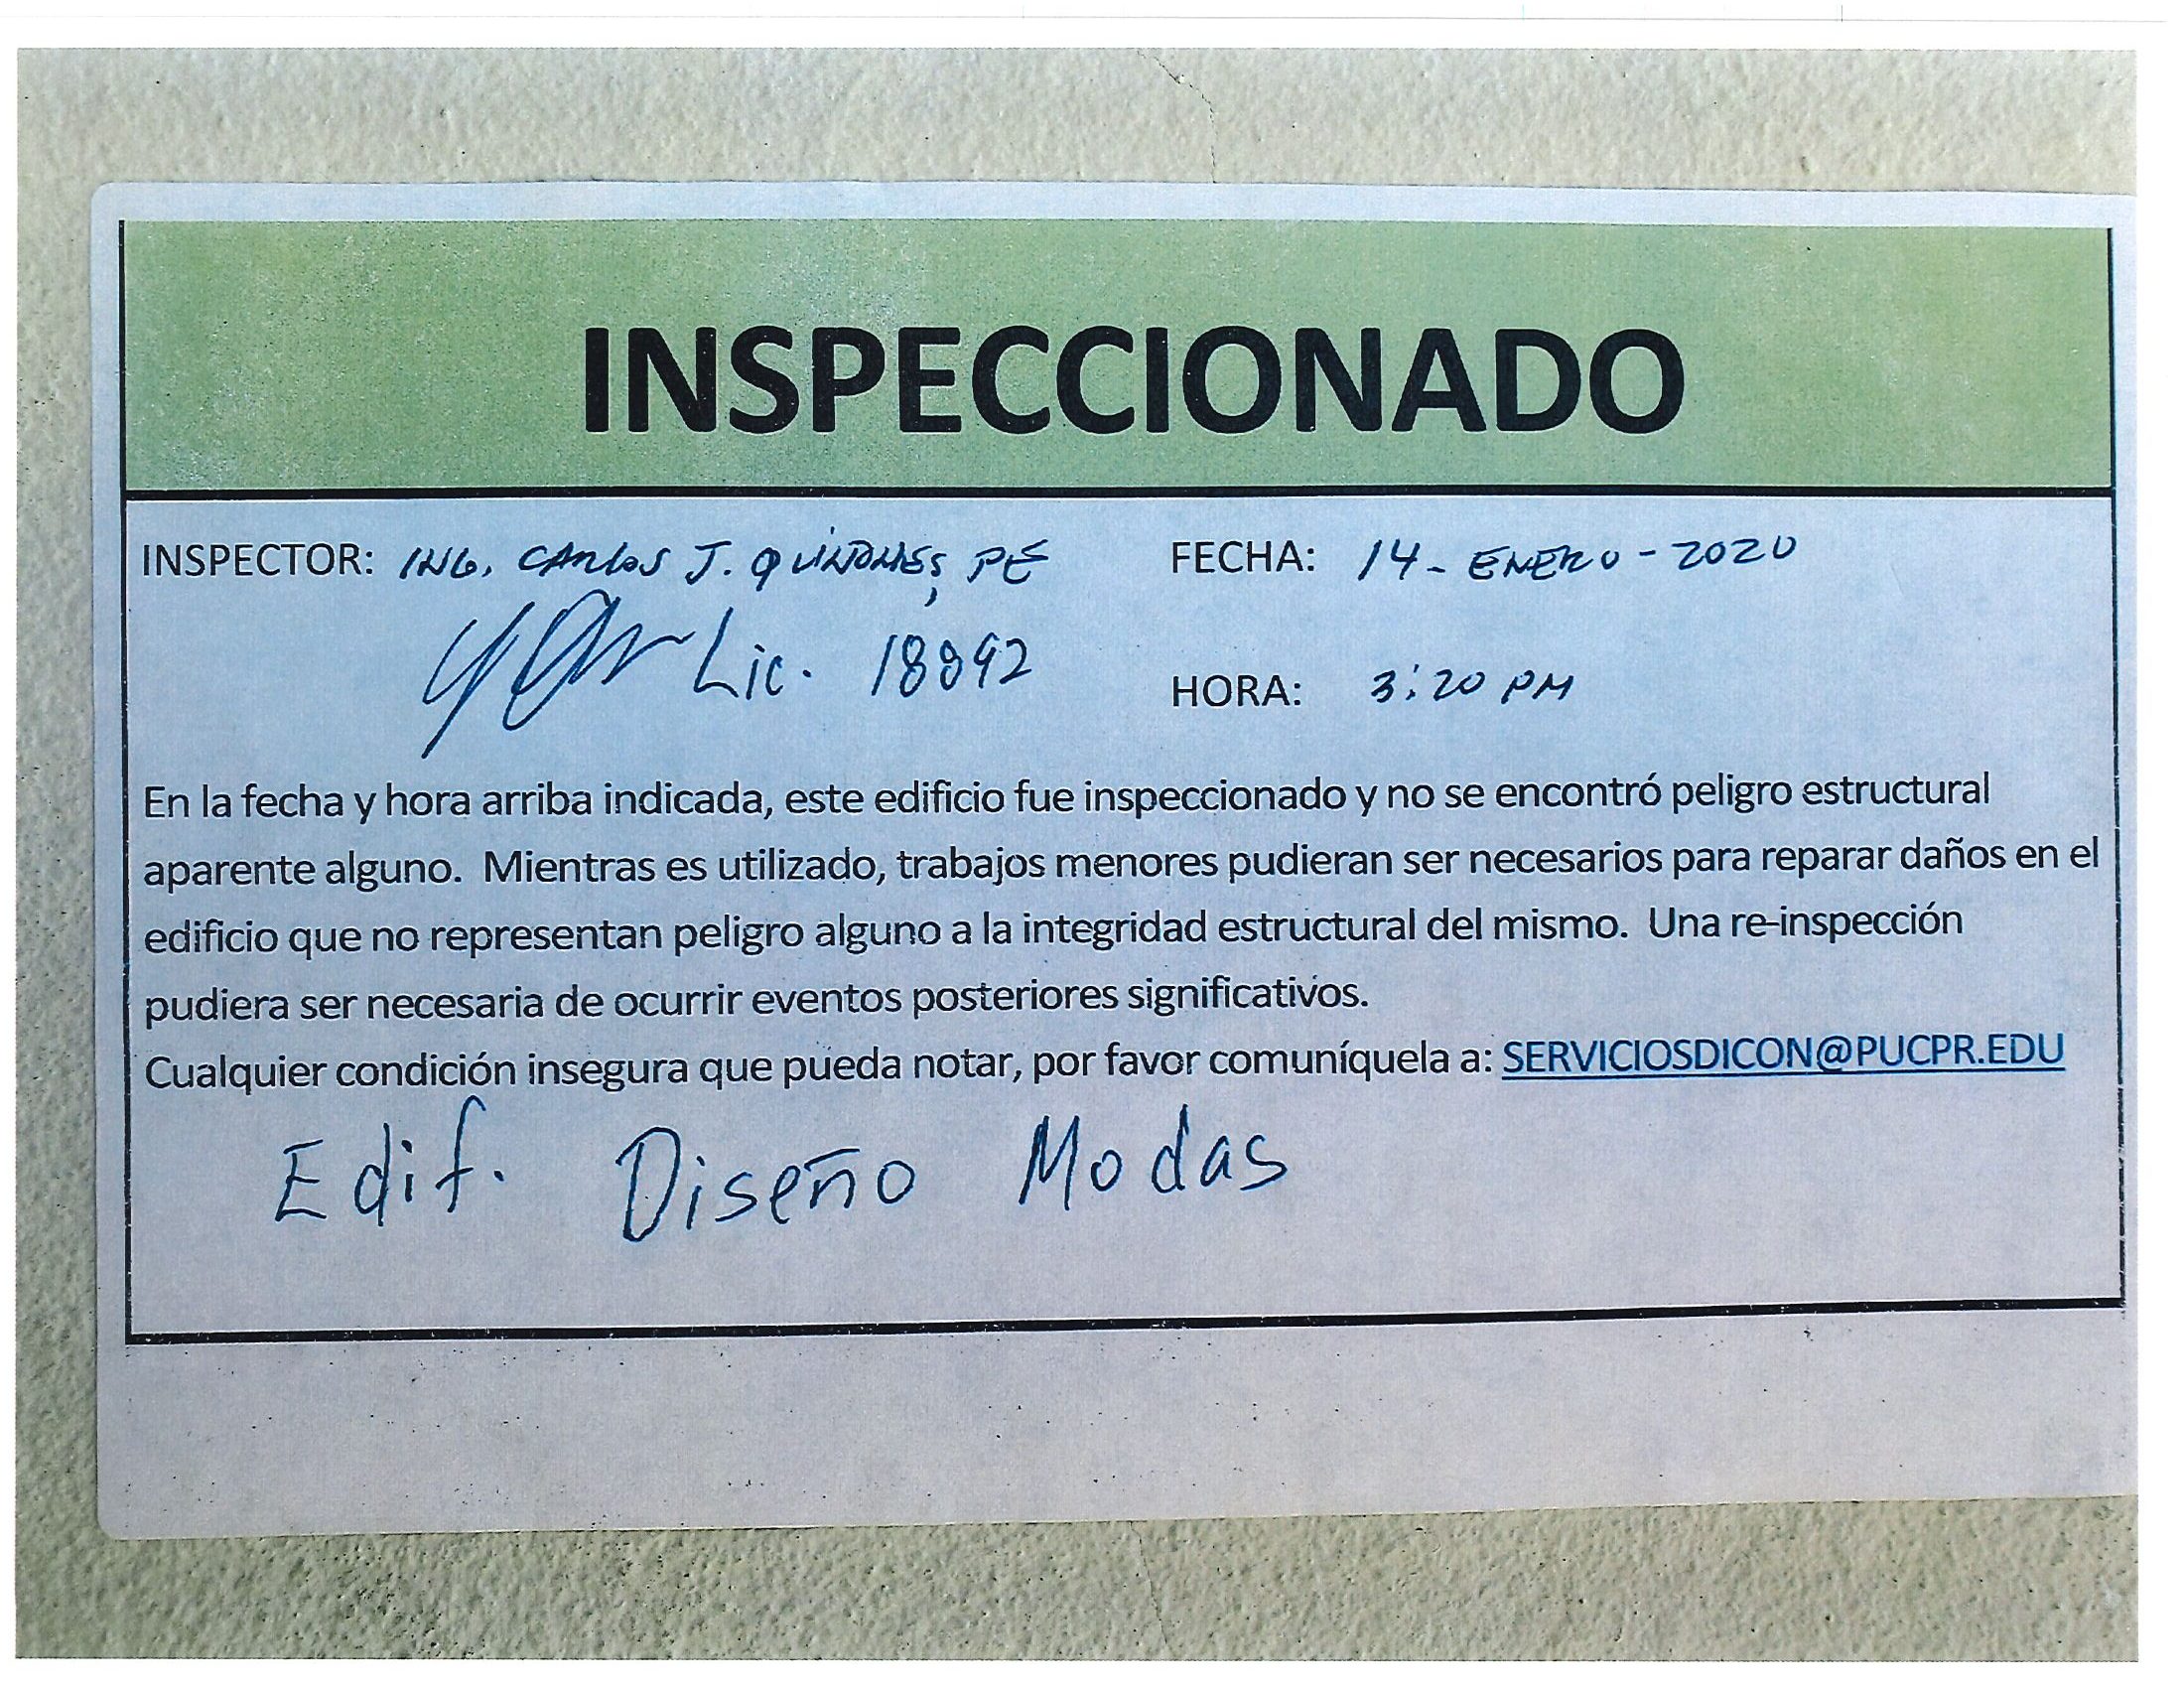 INSPECCIONADO
INSPECTOR: ING. CARLOS J. QUIÑONES, PE FECHA: 14 - ENERO - 2020
Lic. 18892 HORA: 3:20 PM
En la fecha y hora arriba indicada, este edificio fue inspeccionado y no se encontró peligro estructural
aparente alguno. Mientras es utilizado, trabajos menores pudieran ser necesarios para reparar daños en el
edificio que no representan peligro alguno a la integridad estructural del mismo. Una re-inspección
pudiera ser necesaria de ocurrir eventos posteriores significativos.
Cualquier condición insegura que pueda notar, por favor comuníquela a: SERVICIOSDICON@PUCPR.EDU
Edif. Diseño Modas